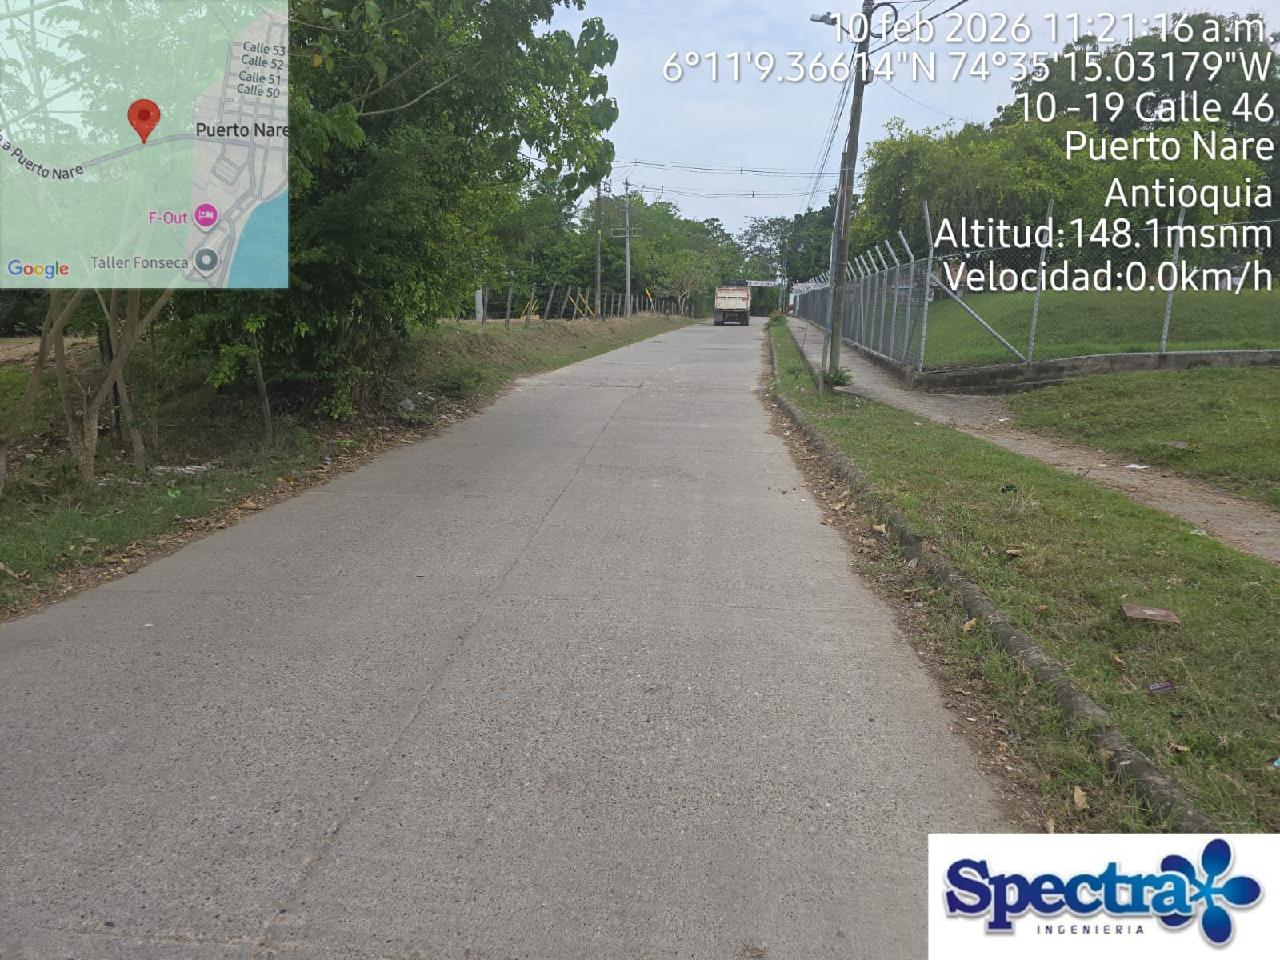 10 feb 2026 11:21:16 a.m.
6°11'9.36614"N 74°35'15.03179"W
10 -19 Calle 46
Puerto Nare
Antioquia
Altitud:148.1msnm
Velocidad:0.0km/h
Calle 53
Calle 52
Calle 51
Calle 50
Puerto Nare
a Puerto Nare
F-Out
Taller Fonseca
Google
Spectra
INGENIERIA